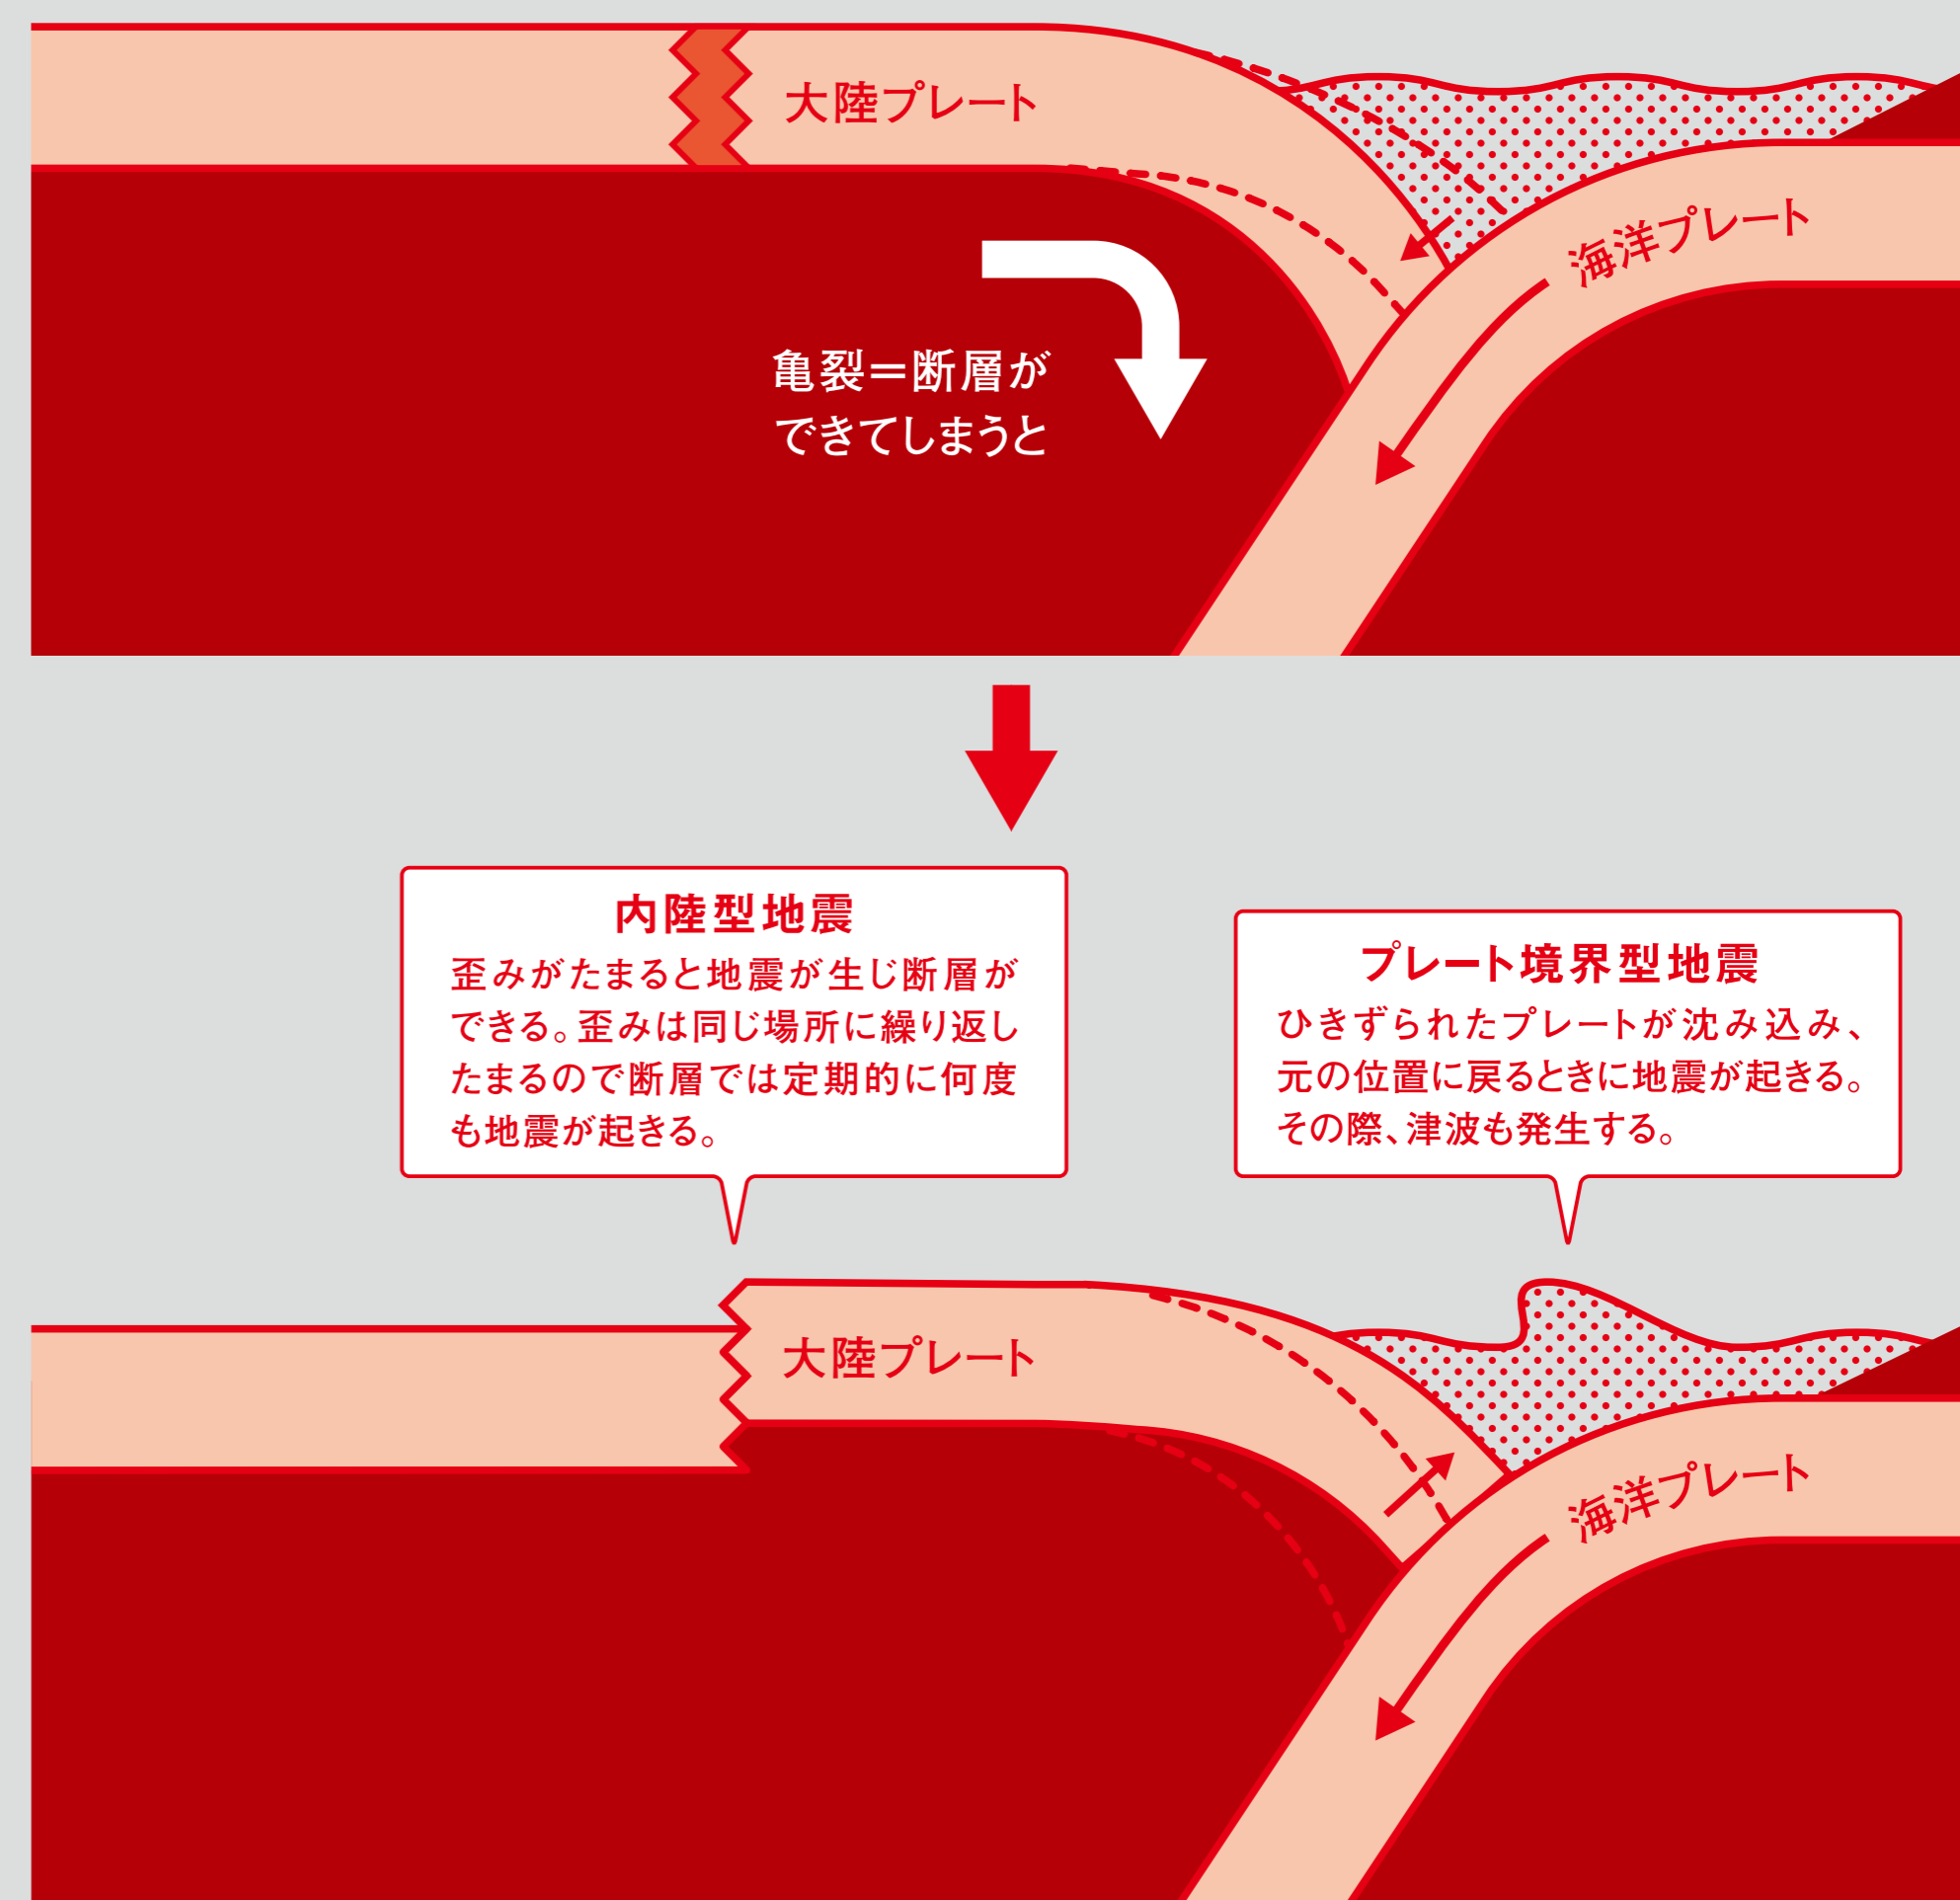 大陸プレート
海洋プレート
亀裂＝断層が
できてしまうと
内陸型地震
歪みがたまると地震が生じ断層が
できる。歪みは同じ場所に繰り返し
たまるので断層では定期的に何度
も地震が起きる。
プレート境界型地震
ひきずられたプレートが沈み込み、
元の位置に戻るときに地震が起きる。
その際、津波も発生する。
大陸プレート
海洋プレート